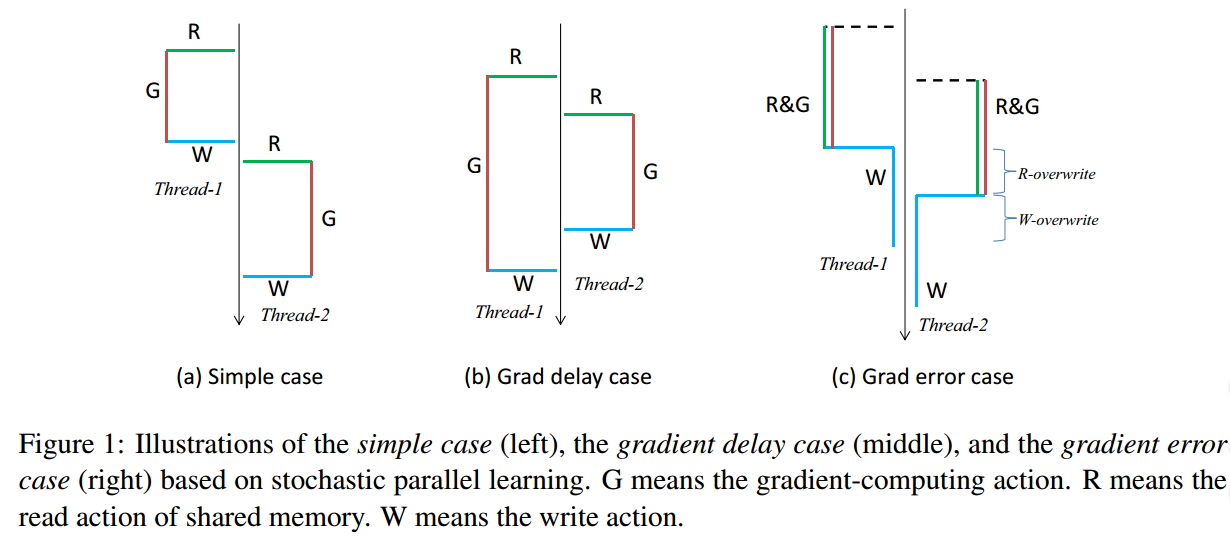 R
G
W
Thread-1
R
G
W
Thread-2
(a) Simple case
R
G
W
Thread-1
R
G
W
Thread-2
(b) Grad delay case
R&G
W
Thread-1
R&G
R-overwrite
W-overwrite
W
Thread-2
(c) Grad error case
Figure 1: Illustrations of the simple case (left), the gradient delay case (middle), and the gradient error
case (right) based on stochastic parallel learning. G means the gradient-computing action. R means the
read action of shared memory. W means the write action.